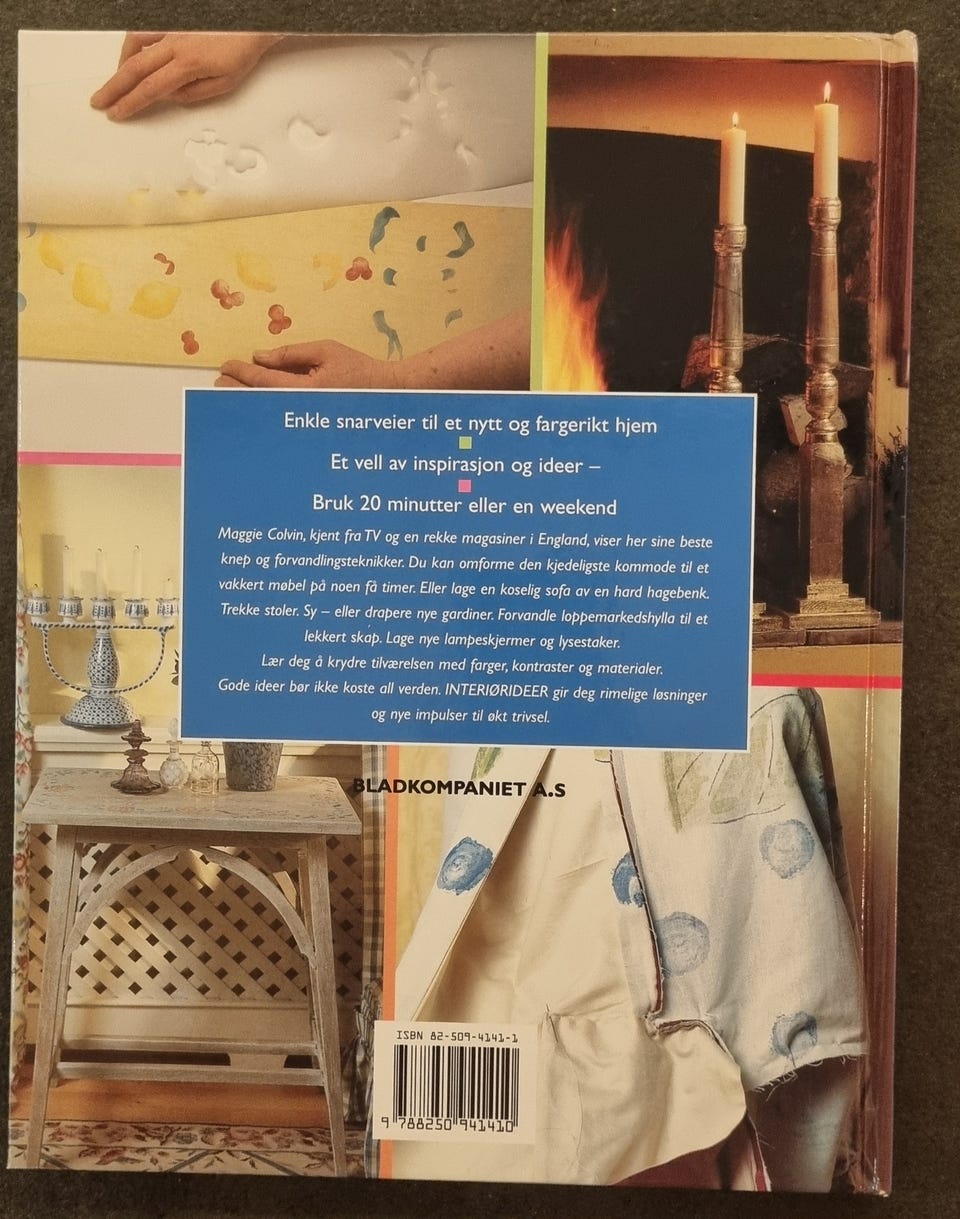 Enkle snarveier til et nytt og fargerikt hjem
Et vell av inspirasjon og ideer –
Bruk 20 minutter eller en weekend
Maggie Colvin, kjent fra TV og en rekke magasiner i England, viser her sine beste
knep og forvandlingsteknikker. Du kan omforme den kjedeligste kommode til et
vakkert møbel på noen få timer. Eller lage en koselig sofa av en hard hagebenk.
Trekke stoler. Sy – eller drapere nye gardiner. Forvandle loppemarkedshylla til et
lekkert skap. Lage nye lampeskjermer og lysestaker.
Lær deg å krydre tilværelsen med farger, kontraster og materialer.
Gode ideer bør ikke koste all verden. INTERIØRIDEER gir deg rimelige løsninger
og nye impulser til økt trivsel.
BLADKOMPANIET A.S
ISBN 82-509-4141-1
9 788250 941410